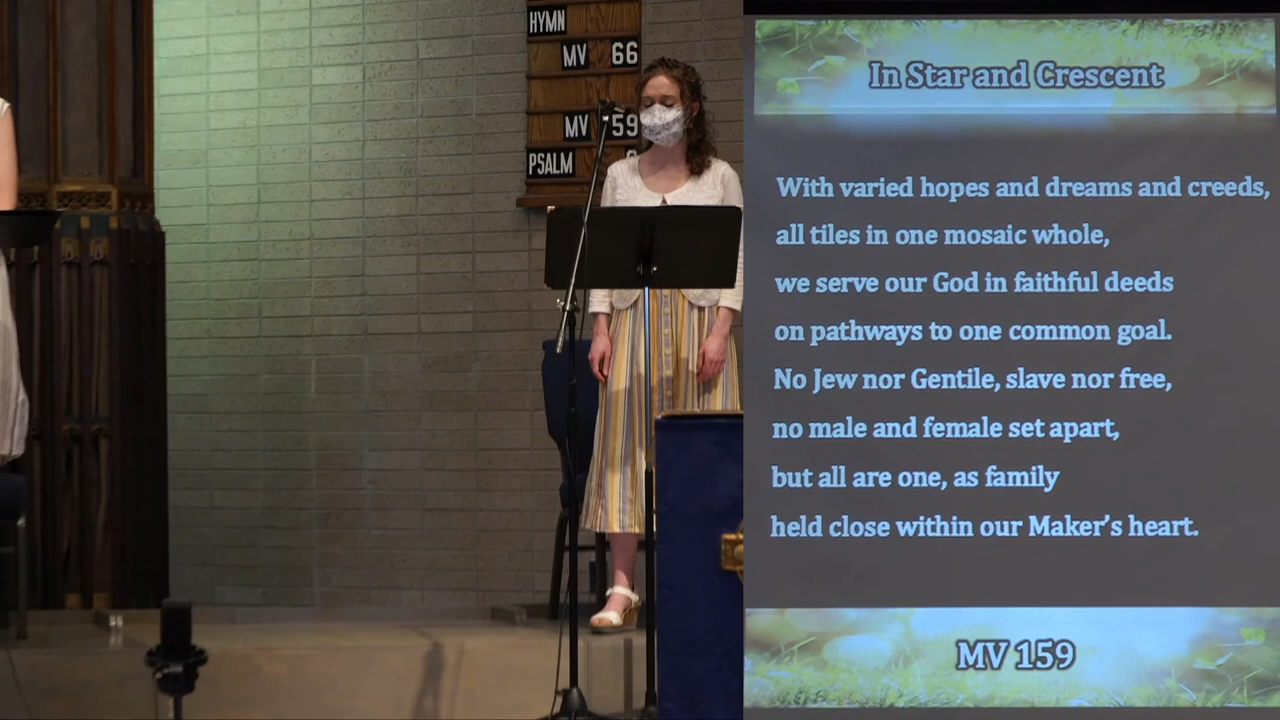 HYMN
MV 66
MV 59
PSALM
In Star and Crescent
With varied hopes and dreams and creeds,
all tiles in one mosaic whole,
we serve our God in faithful deeds
on pathways to one common goal.
No Jew nor Gentile, slave nor free,
no male and female set apart,
but all are one, as family
held close within our Maker's heart.
MV 159